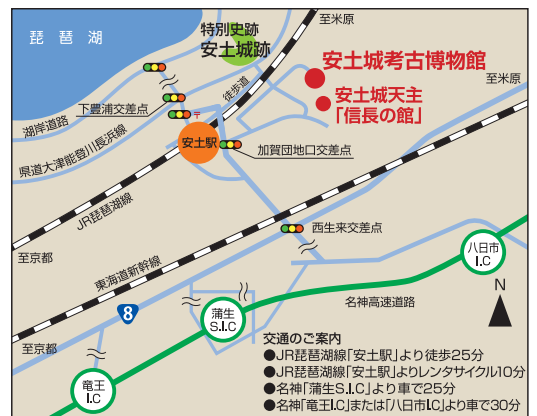 琵琶湖
特別史跡
安土城跡
至米原
安土城考古博物館
至米原
安土城天主
「信長の館」
徒歩道
下豊浦交差点
〒
湖岸道路
県道大津能登川長浜線
安土駅
加賀団地口交差点
JR琵琶湖線
西生来交差点
至京都
東海道新幹線
八日市
I.C
N
名神高速道路
8
蒲生
S.I.C
至京都
竜王
I.C
交通のご案内
●JR琵琶湖線「安土駅」より徒歩25分
●JR琵琶湖線「安土駅」よりレンタサイクル10分
●名神「蒲生S.I.C」より車で25分
●名神「竜王I.C」または「八日市I.C」より車で30分